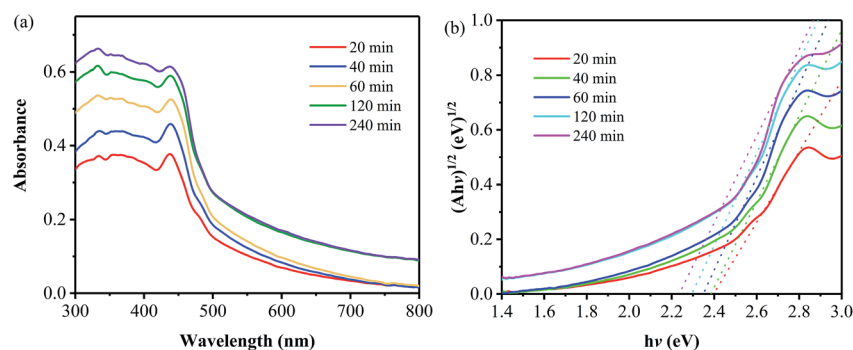 (a)
0.6
0.4
0.2
0.0
300 400 500 600 700 800
Absorbance
Wavelength (nm)
20 min
40 min
60 min
120 min
240 min
(b)
1.0
0.8
0.6
0.4
0.2
0.0
1.4 1.6 1.8 2.0 2.2 2.4 2.6 2.8 3.0
(Ahν)1/2 (eV)1/2
hν (eV)
20 min
40 min
60 min
120 min
240 min